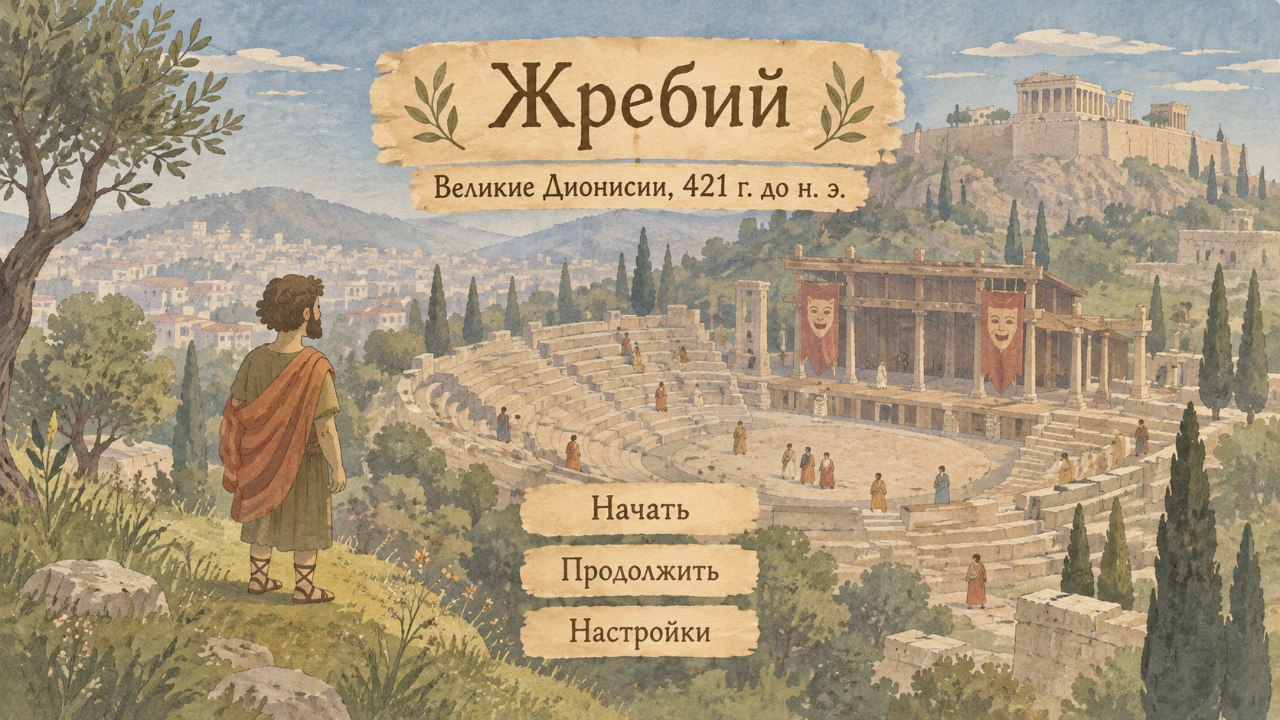 Жребий
Великие Дионисии, 421 г. до н. э.
Начать
Продолжить
Настройки